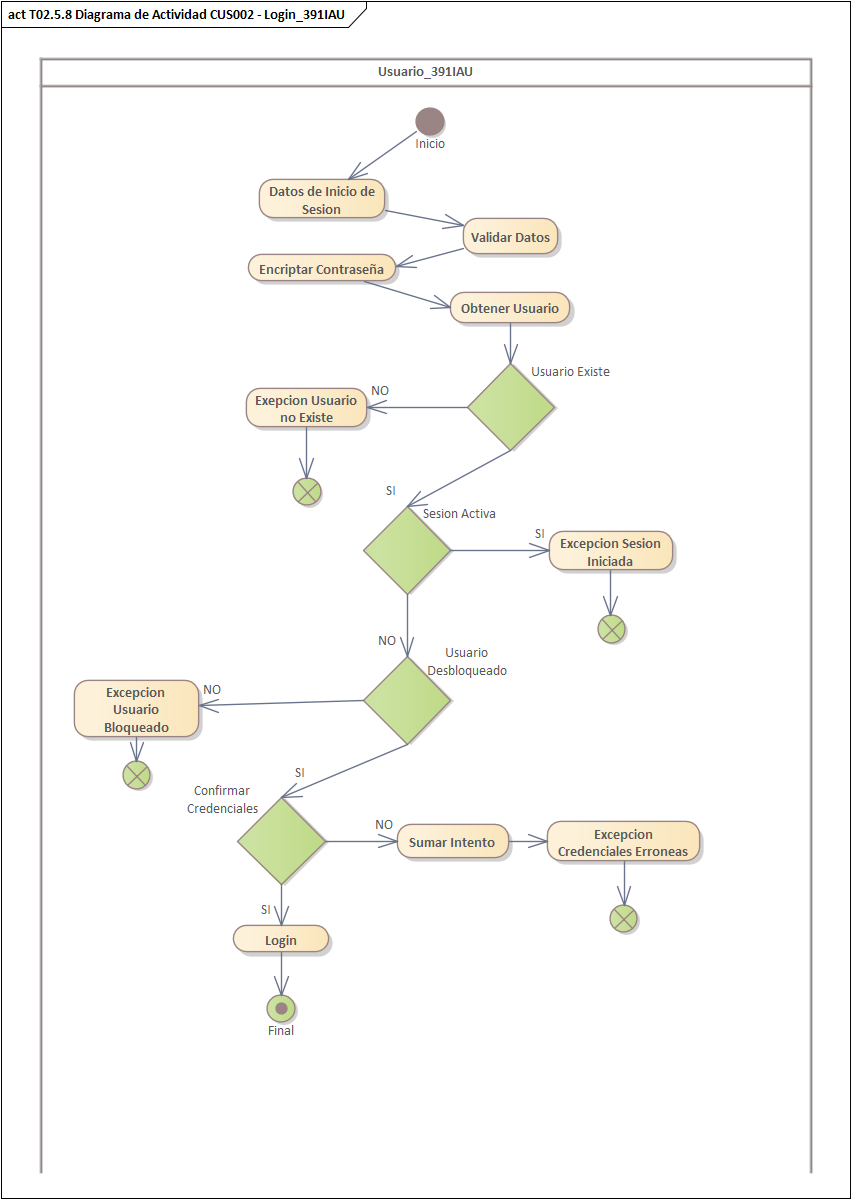 act T02.5.8 Diagrama de Actividad CUS002 - Login_391IAU
Usuario_391IAU
Inicio
Datos de Inicio de
Sesion
Validar Datos
Encriptar Contraseña
Obtener Usuario
Usuario Existe
NO
Exepcion Usuario
no Existe
SI
Sesion Activa
SI
Excepcion Sesion
Iniciada
NO
Usuario
Desbloqueado
NO
Excepcion
Usuario
Bloqueado
SI
Confirmar
Credenciales
NO
Sumar Intento
Excepcion
Credenciales Erroneas
SI
Login
Final